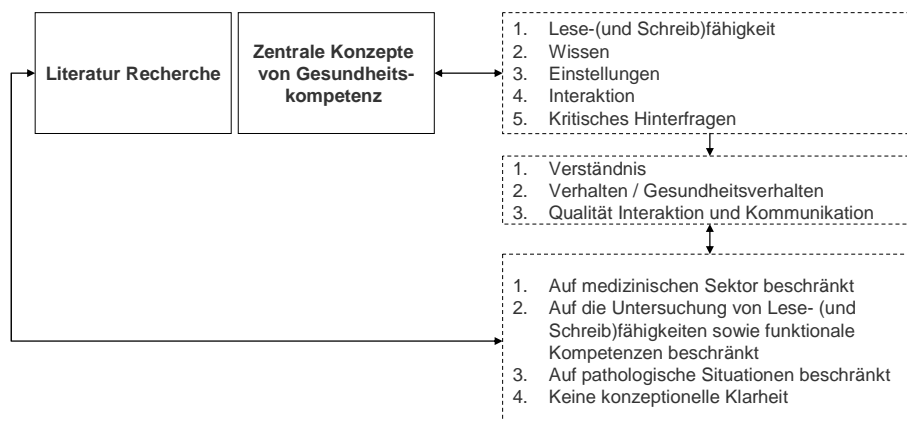 Literatur Recherche
Zentrale Konzepte
von Gesundheits-
kompetenz
1. Lese-(und Schreib)fähigkeit
2. Wissen
3. Einstellungen
4. Interaktion
5. Kritisches Hinterfragen
1. Verständnis
2. Verhalten / Gesundheitsverhalten
3. Qualität Interaktion und Kommunikation
1. Auf medizinischen Sektor beschränkt
2. Auf die Untersuchung von Lese- (und
Schreib)fähigkeiten sowie funktionale
Kompetenzen beschränkt
3. Auf pathologische Situationen beschränkt
4. Keine konzeptionelle Klarheit